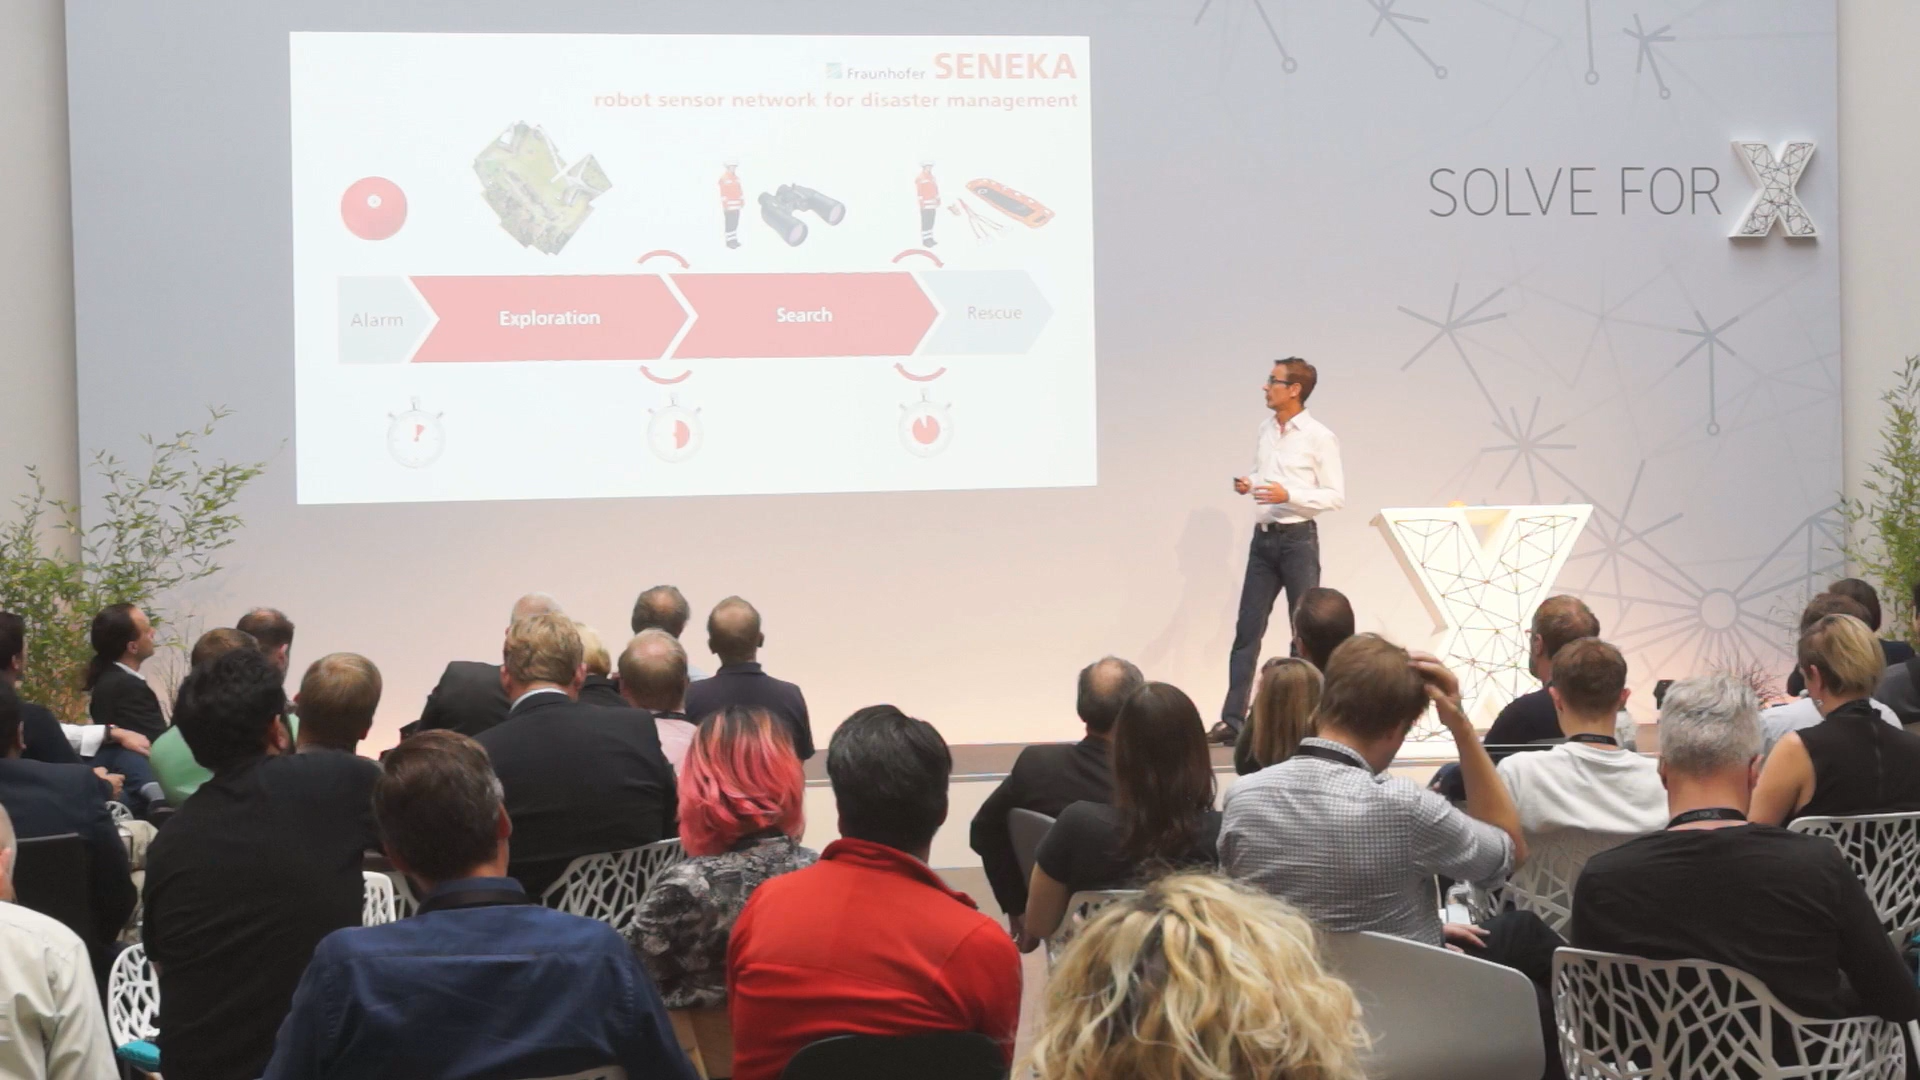 Fraunhofer SENEKA
robot sensor network for disaster management
Alarm
Exploration
Search
Rescue
SOLVE FOR X